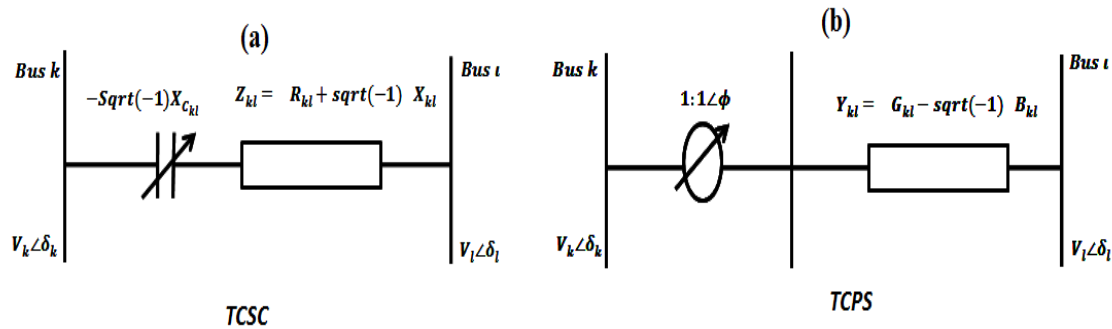 (a)
Bus k
Bus ι
−Sqrt(−1)X_{C_{kl}}
Z_{kl} = R_{kl} + sqrt(−1) X_{kl}
V_k∠δ_k
V_l∠δ_l
TCSC
(b)
Bus k
Bus ι
1:1∠ϕ
Y_{kl} = G_{kl} − sqrt(−1) B_{kl}
V_k∠δ_k
V_l∠δ_l
TCPS